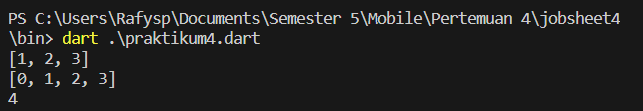 PS C:\Users\Rafysp\Documents\Semester 5\Mobile\Pertemuan 4\jobsheet4
\bin> dart .\praktikum4.dart
[1, 2, 3]
[0, 1, 2, 3]
4